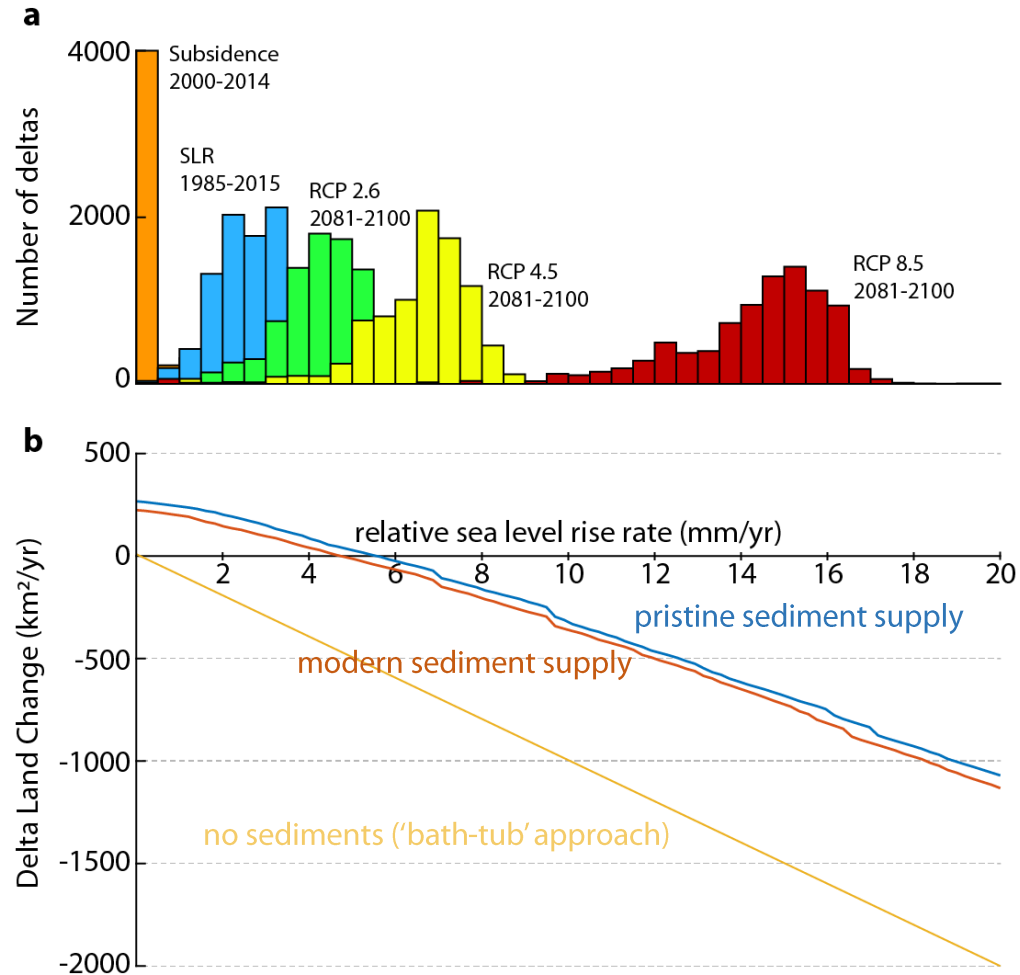 a
4000
2000
0
Number of deltas
Subsidence
2000-2014
SLR
1985-2015
RCP 2.6
2081-2100
RCP 4.5
2081-2100
RCP 8.5
2081-2100
b
500
0
-500
-1000
-1500
-2000
Delta Land Change (km²/yr)
relative sea level rise rate (mm/yr)
2 4 6 8 10 12 14 16 18 20
pristine sediment supply
modern sediment supply
no sediments (‘bath-tub’ approach)